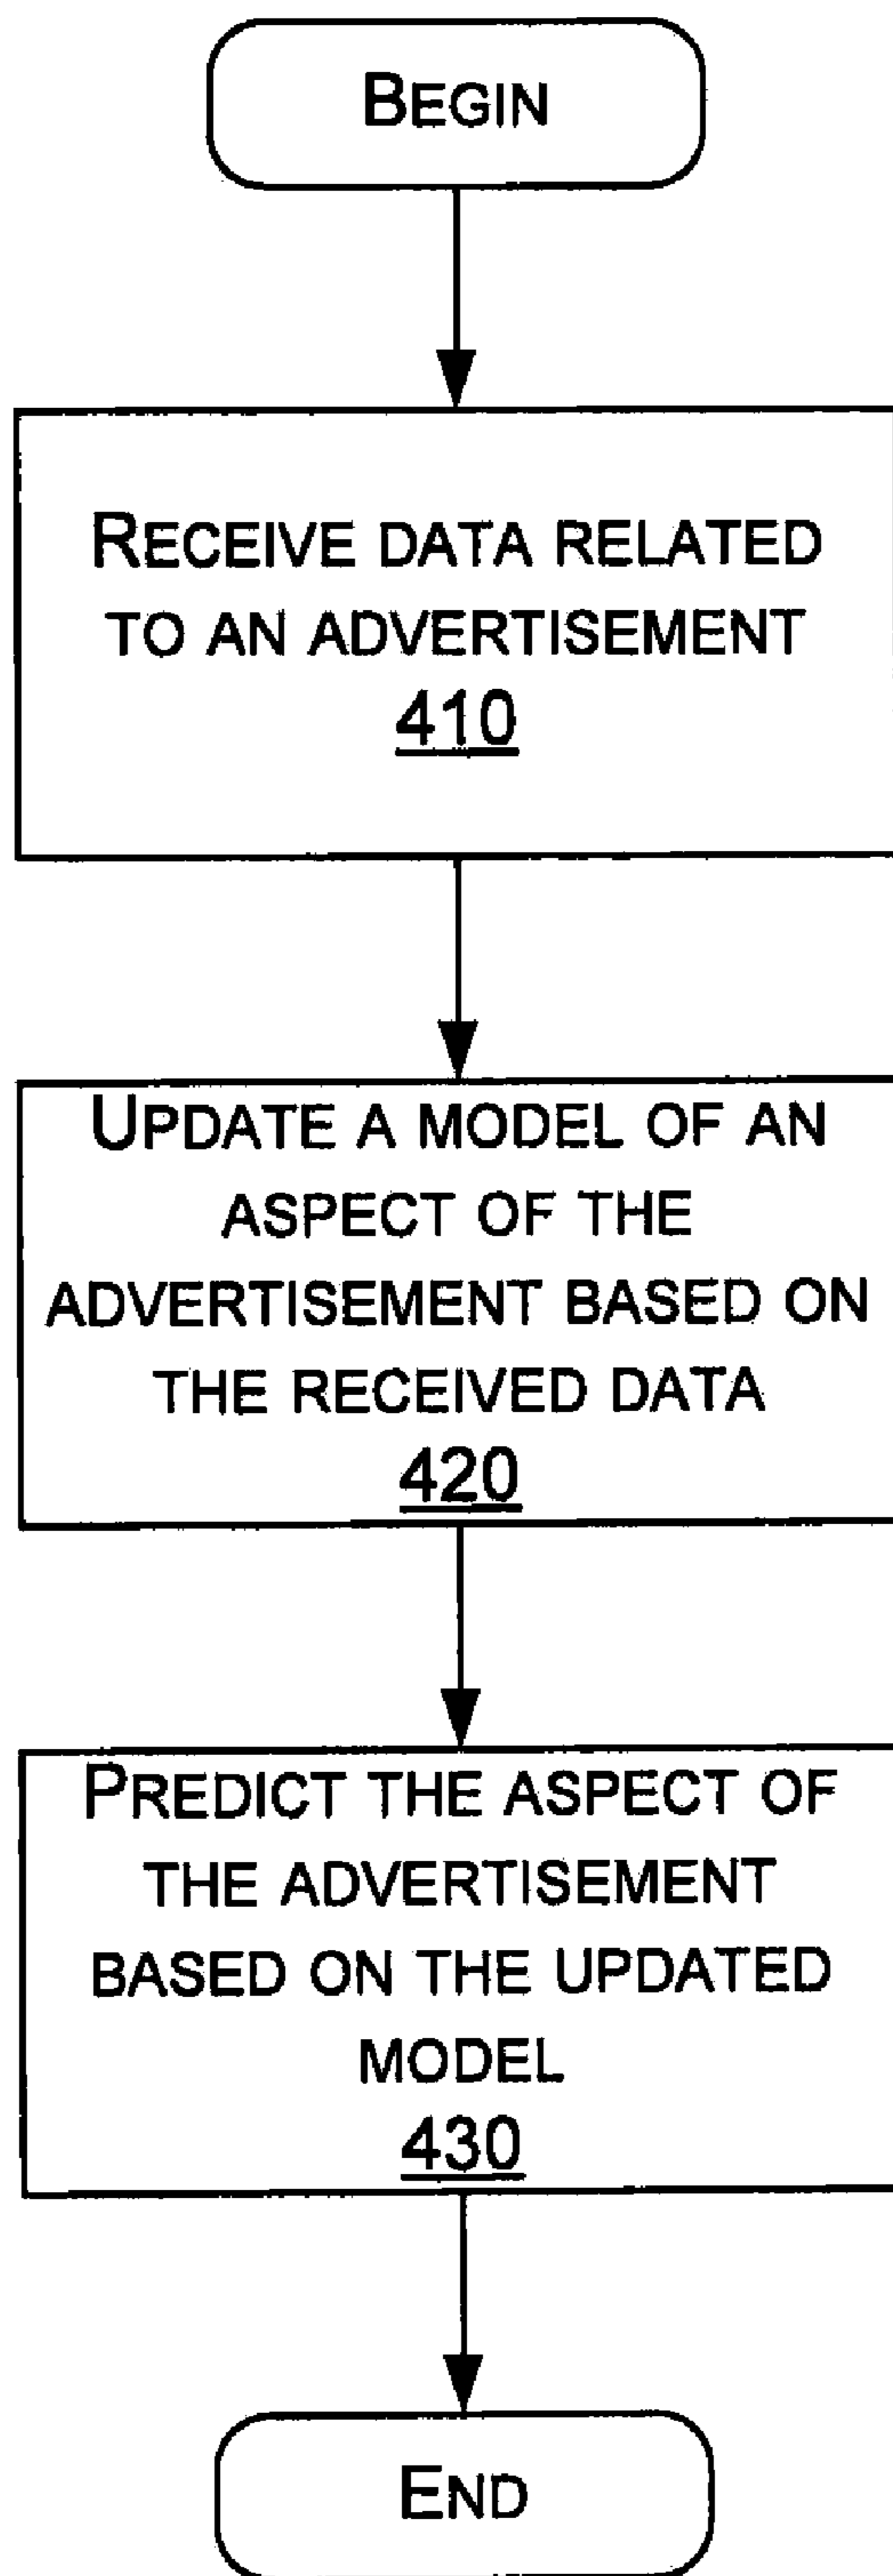 BEGIN
RECEIVE DATA RELATED
TO AN ADVERTISEMENT
410
UPDATE A MODEL OF AN
ASPECT OF THE
ADVERTISEMENT BASED ON
THE RECEIVED DATA
420
PREDICT THE ASPECT OF
THE ADVERTISEMENT
BASED ON THE UPDATED
MODEL
430
END